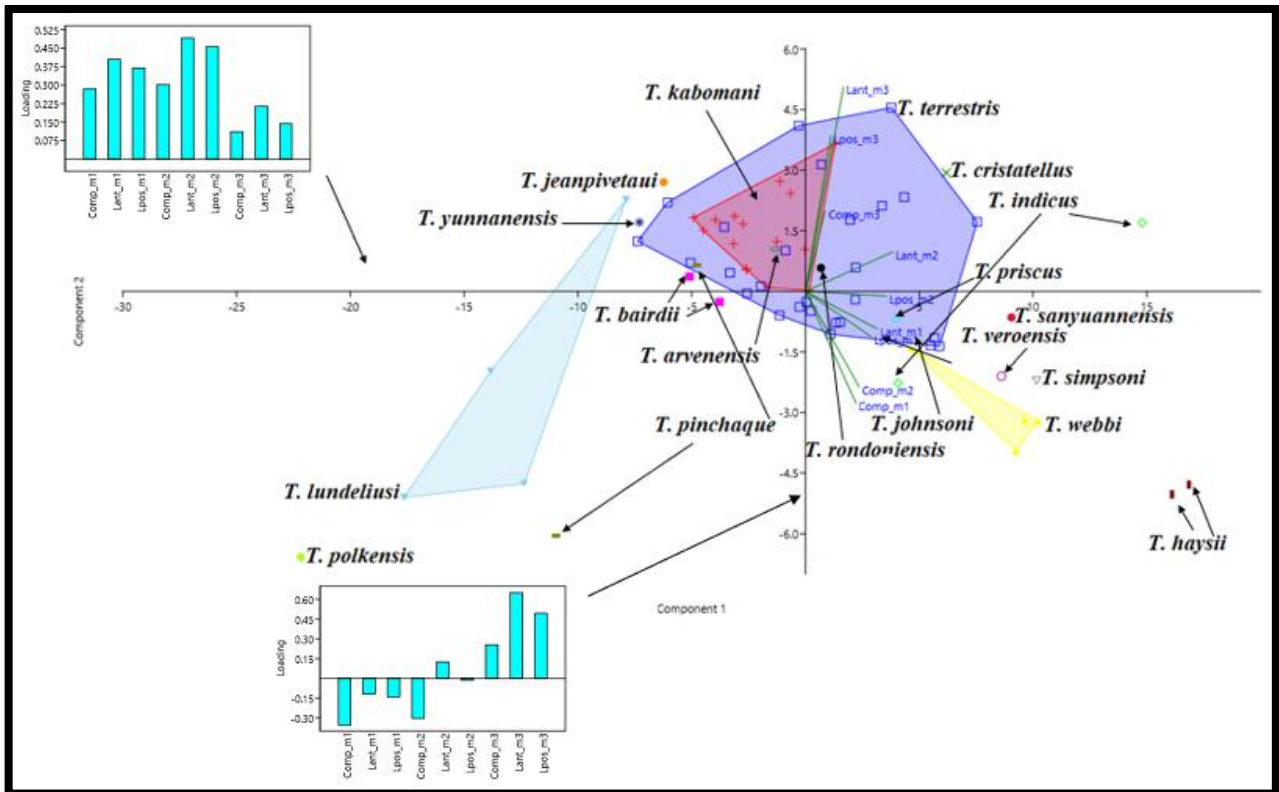 0.525
0.450
0.375
0.300
0.225
0.150
0.075
Loading
Comp_m1
Lant_m1
Lpos_m1
Comp_m2
Lant_m2
Lpos_m2
Comp_m3
Lant_m3
Lpos_m3
6.0
4.5
3.0
1.5
-1.5
-3.0
-4.5
-6.0
Component 2
-30
-25
-20
-15
-10
-5
5
10
15
Component 1
T. kabomani
Lant_m3
T. terrestris
Lpos_m3
T. cristatellus
T. jeanpivetaui
T. indicus
T. yunnanensis
Comp_m3
Lant_m2
T. priscus
Lpos_m2
T. bairdii
T. sanyuannensis
Lant_m1
T. veroensis
T. arvenensis
T. simpsoni
Comp_m2
Comp_m1
T. pinchaque
T. johnsoni
T. webbi
T. rondoniensis
T. lundeliusi
T. haysii
T. polkensis
0.60
0.45
0.30
0.15
-0.15
-0.30
Loading
Comp_m1
Lant_m1
Lpos_m1
Comp_m2
Lant_m2
Lpos_m2
Comp_m3
Lant_m3
Lpos_m3